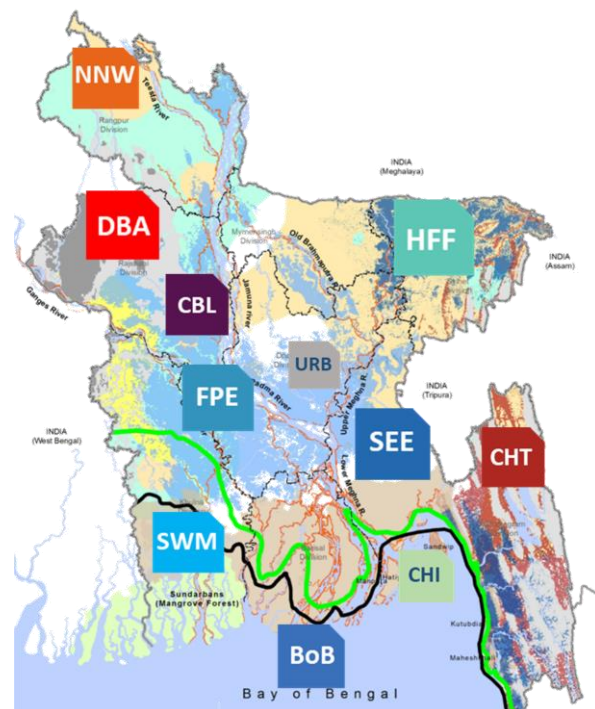 NNW
Teesta River
Rangpur
Division
INDIA
(Meghalaya)
DBA
Division
Mymensingh
Division
Old Brahmaputra R.
HFF
INDIA
(Assam)
Ganges River
CBL
Jamuna river
URB
FPE
Padma River
Upper Meghna R.
INDIA
(Tripura)
INDIA
(West Bengal)
SEE
CHT
Lower Meghna R.
SWM
Division
Sandwip
CHI
Sundarbans
(Mangrove Forest)
Kutubdia
BoB
Bay of Bengal